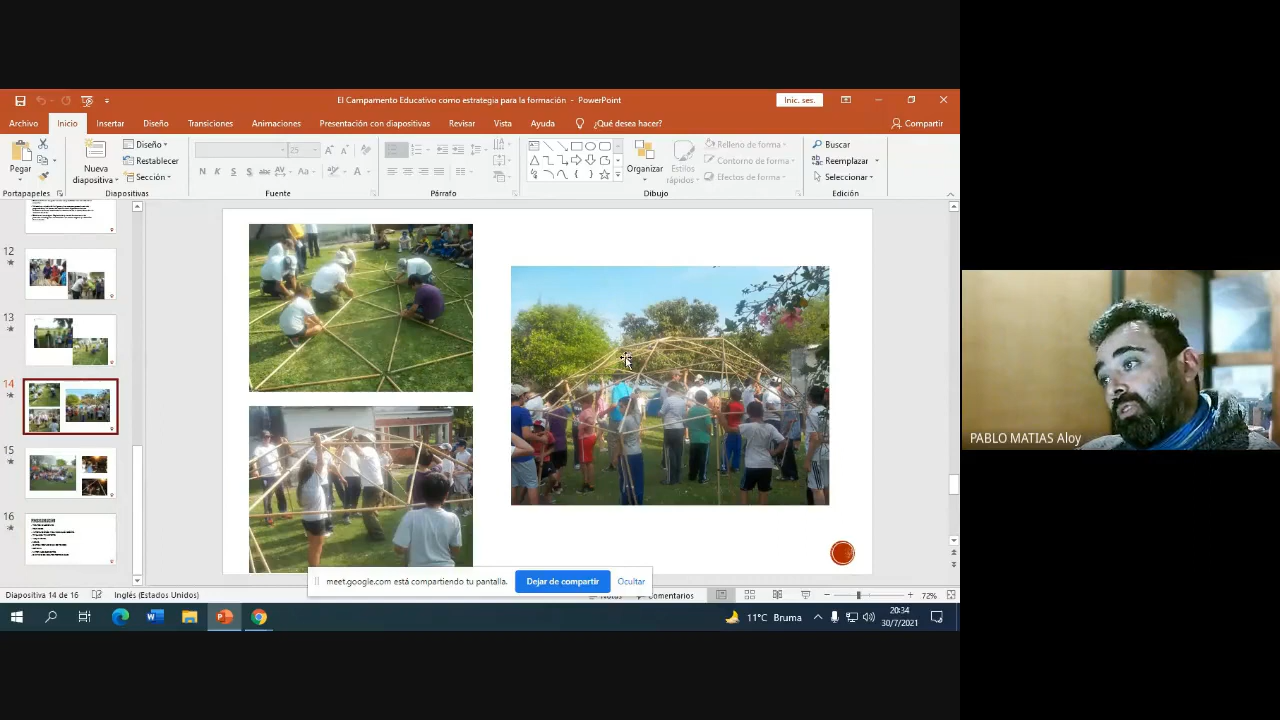 El Campamento Educativo como estrategia para la formación - PowerPoint
Inic. ses.
Archivo Inicio Insertar Diseño Transiciones Animaciones Presentación con diapositivas Revisar Vista Ayuda ¿Qué desea hacer? Compartir
Pegar
Nueva diapositiva
Diseño
Restablecer
Sección
25
N K S S abc AV Aa A
Organizar
Estilos rápidos
Relleno de forma
Contorno de forma
Efectos de forma
Buscar
Reemplazar
Seleccionar
Portapapeles Diapositivas Fuente Párrafo Dibujo Edición
12
13
14
15
16
PABLO MATIAS Aloy
meet.google.com está compartiendo tu pantalla. Dejar de compartir Ocultar
Diapositiva 14 de 16 Inglés (Estados Unidos) Notas Comentarios 72%
11°C Bruma
20:34
30/7/2021